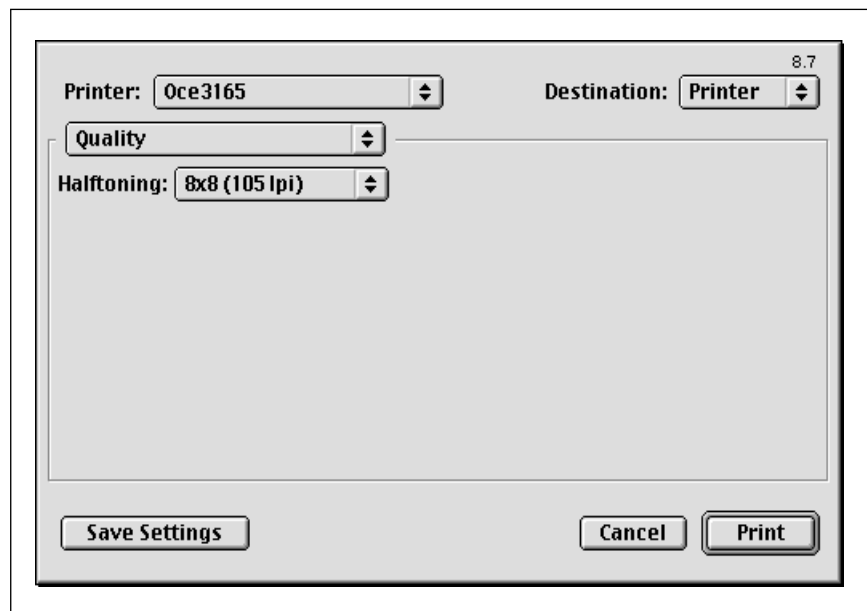 8.7
Printer: Oce3165 Destination: Printer
Quality
Halftoning: 8x8 (105 lpi)
Save Settings Cancel Print